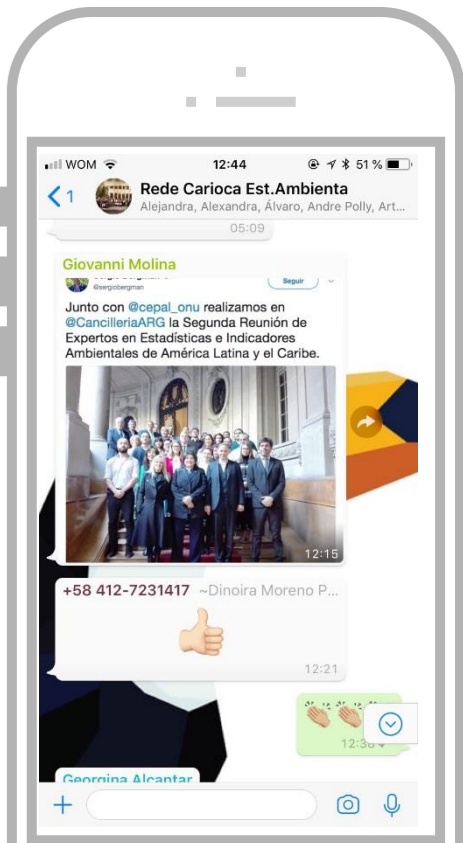 WOM 12:44 51 %
1 Rede Carioca Est.Ambienta
Alejandra, Alexandra, Álvaro, Andre Polly, Art...
05:09
Giovanni Molina
@sergiobergman Seguir
Junto con @cepal_onu realizamos en
@CancilleriaARG la Segunda Reunión de
Expertos en Estadísticas e Indicadores
Ambientales de América Latina y el Caribe.
12:15
+58 412-7231417 ~Dinoira Moreno P...
12:21
12:38
Georgina Alcantar